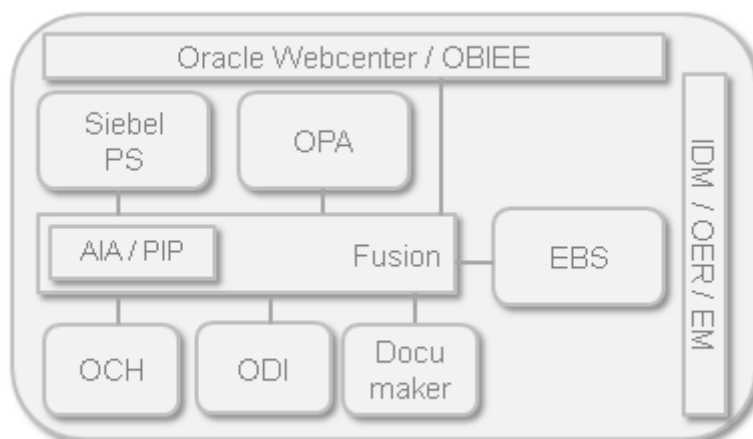 Oracle Webcenter / OBIEE
Siebel
PS
OPA
IDM / OER / EM
AIA / PIP
Fusion
EBS
OCH
ODI
Docu
maker